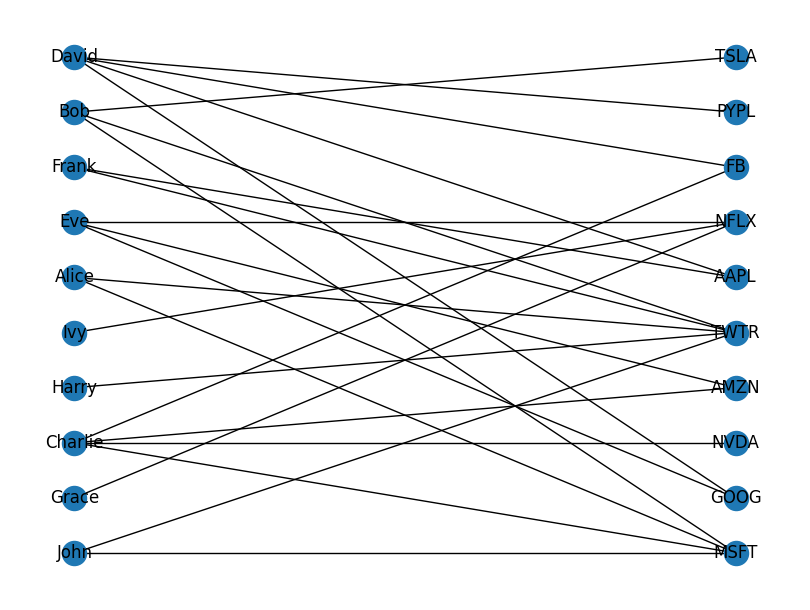 David
TSLA
Bob
PYPL
Frank
FB
Eve
NFLX
Alice
AAPL
Ivy
TWTR
Harry
AMZN
Charlie
NVDA
Grace
GOOG
John
MSFT